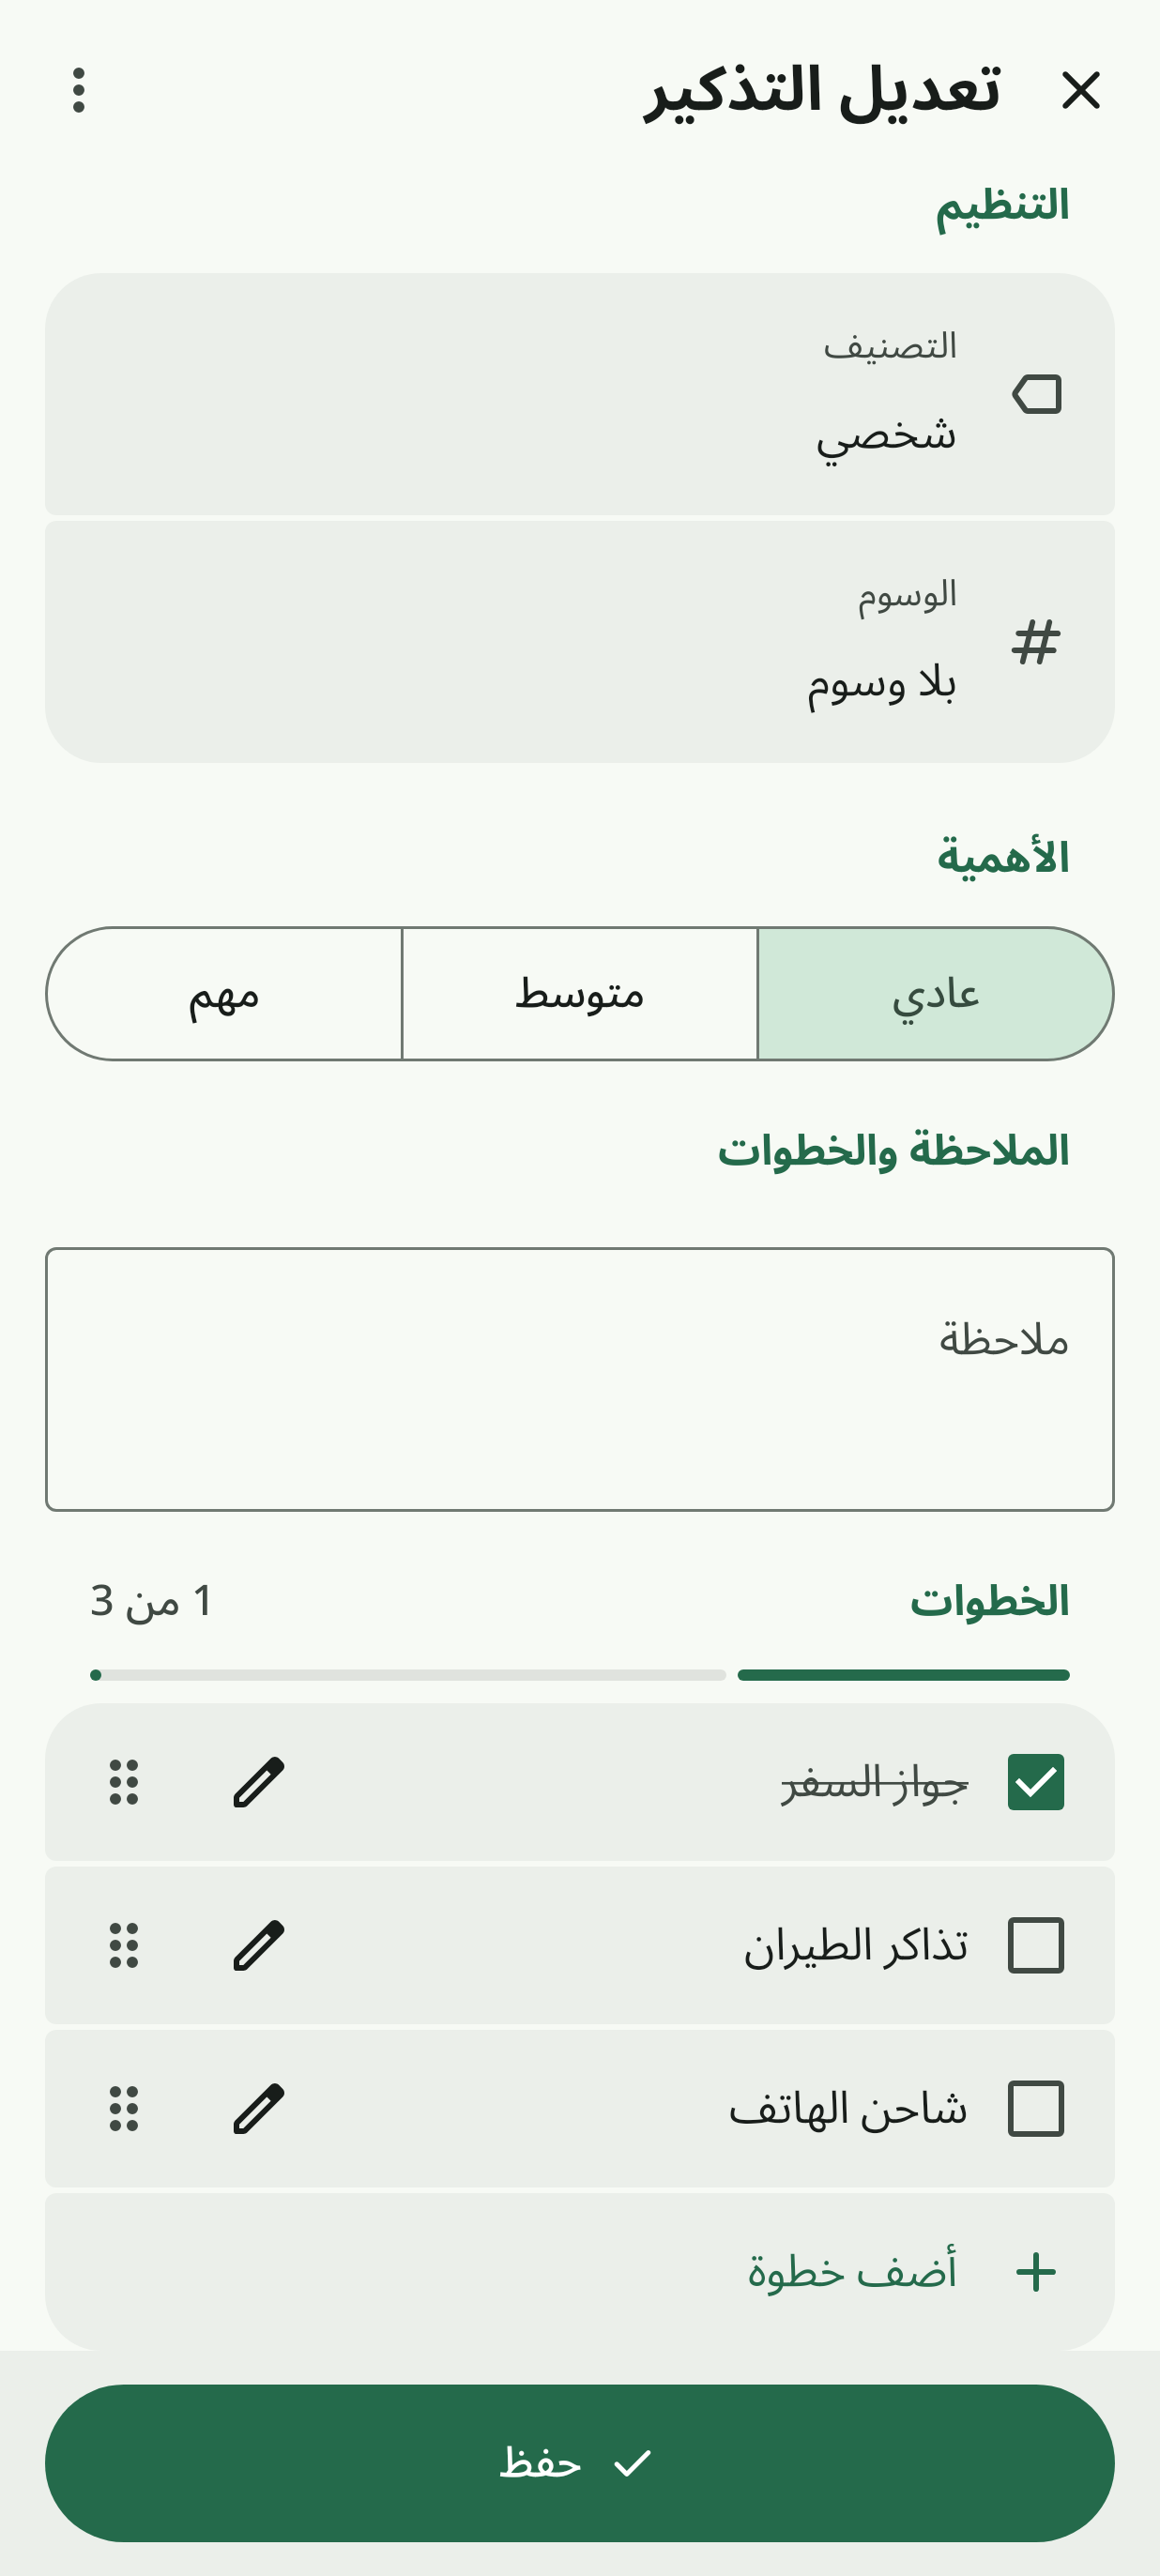 تعديل التذكير
التنظيم
التصنيف
شخصي
الوسوم
بلا وسوم
الأهمية
عادي
متوسط
مهم
الملاحظة والخطوات
ملاحظة
الخطوات
1 من 3
جواز السفر
تذاكر الطيران
شاحن الهاتف
أضف خطوة
حفظ